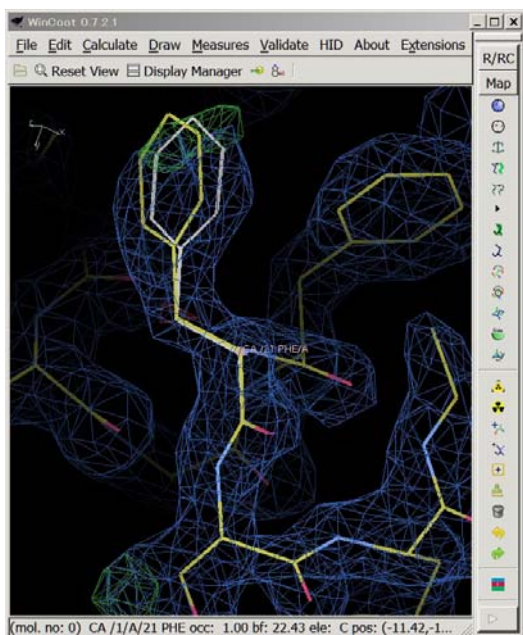 WinCoot 0.7.2.1
File Edit Calculate Draw Measures Validate HID About Extensions
Reset View Display Manager
R/RC
Map
CA /21 PHE/A
(mol. no: 0) CA /1/A/21 PHE occ: 1.00 bf: 22.43 ele: C pos: (-11.42,-1...